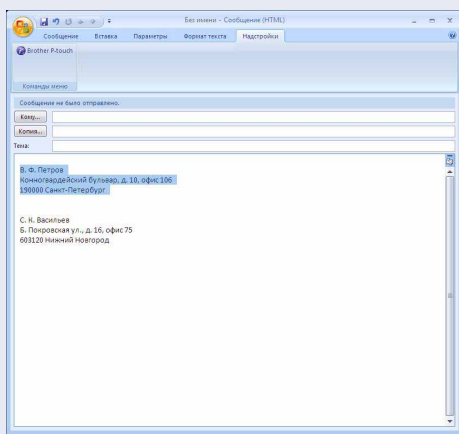 Без имени - Сообщение (HTML)
Сообщение Вставка Параметры Формат текста Надстройки
Brother P-touch
Команды меню
Сообщение не было отправлено.
Кому...
Копия...
Тема:
В. Ф. Петров
Конногвардейский бульвар, д. 10, офис 106
190000 Санкт-Петербург
С. К. Васильев
Б. Покровская ул., д. 16, офис 75
603120 Нижний Новгород